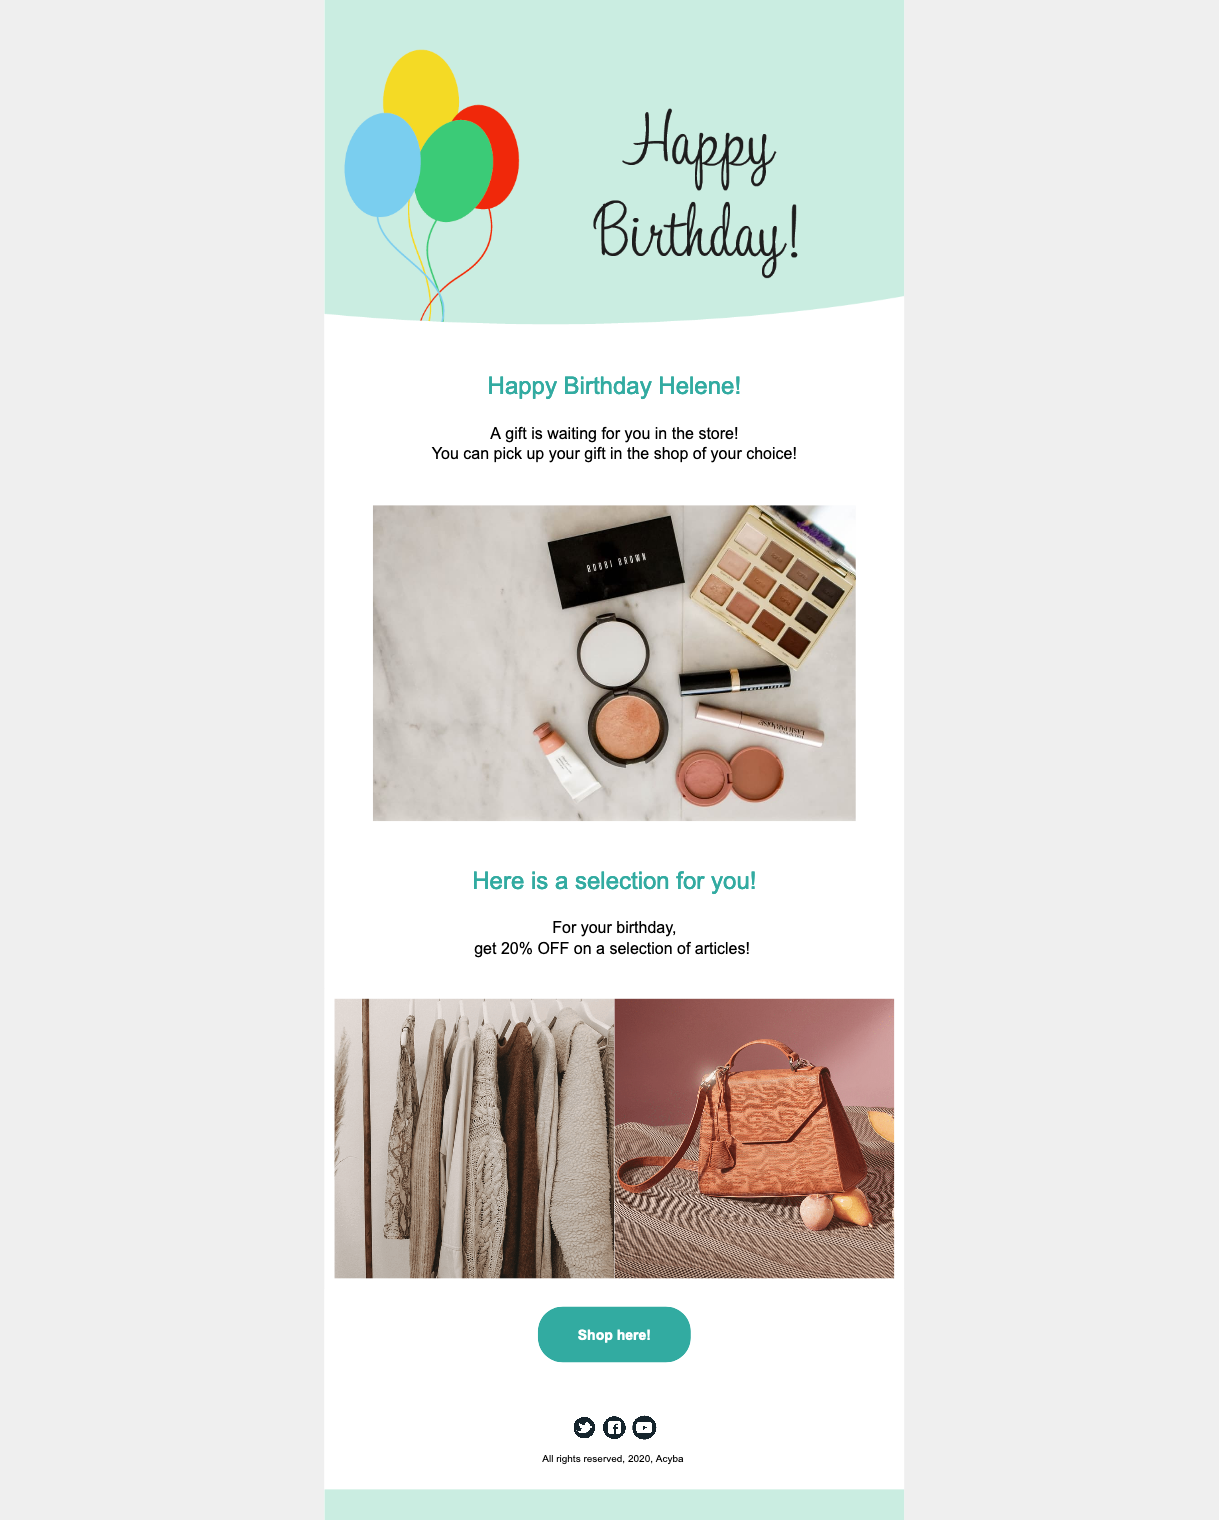 Happy
Birthday!
Happy Birthday Helene!
A gift is waiting for you in the store!
You can pick up your gift in the shop of your choice!
BOBBI BROWN
Here is a selection for you!
For your birthday,
get 20% OFF on a selection of articles!
Shop here!
All rights reserved, 2020, Acyba